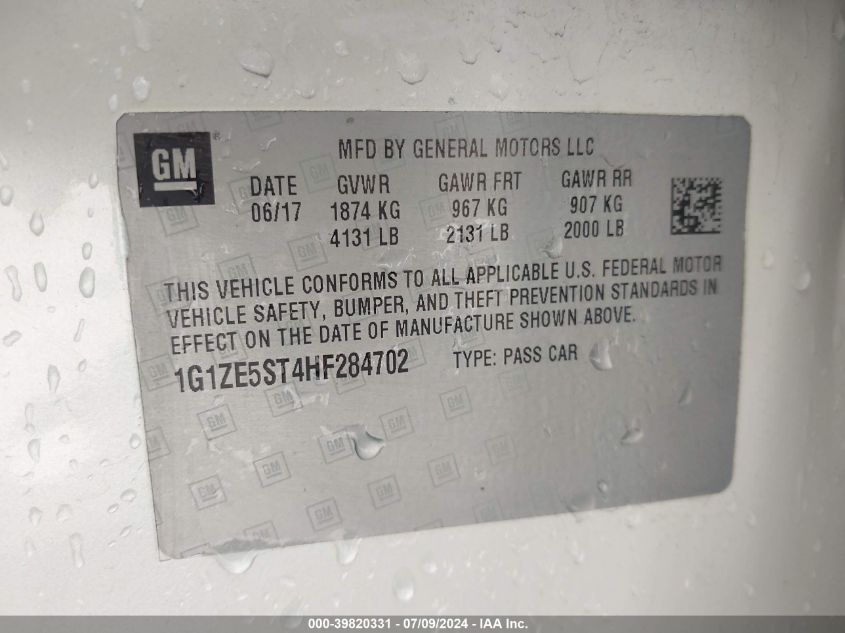 GM
MFD BY GENERAL MOTORS LLC
DATE GVWR GAWR FRT GAWR RR
06/17 1874 KG 967 KG 907 KG
4131 LB 2131 LB 2000 LB
THIS VEHICLE CONFORMS TO ALL APPLICABLE U.S. FEDERAL MOTOR
VEHICLE SAFETY, BUMPER, AND THEFT PREVENTION STANDARDS IN
EFFECT ON THE DATE OF MANUFACTURE SHOWN ABOVE.
1G1ZE5ST4HF284702 TYPE: PASS CAR
000-39820331 / 07/09/2024 - IAA Inc.